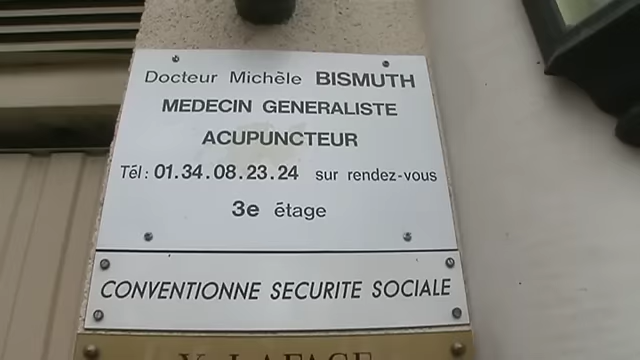 Docteur Michèle BISMUTH
MEDECIN GENERALISTE
ACUPUNCTEUR
Tél: 01.34.08.23.24 sur rendez-vous
3e étage
CONVENTIONNE SECURITE SOCIALE